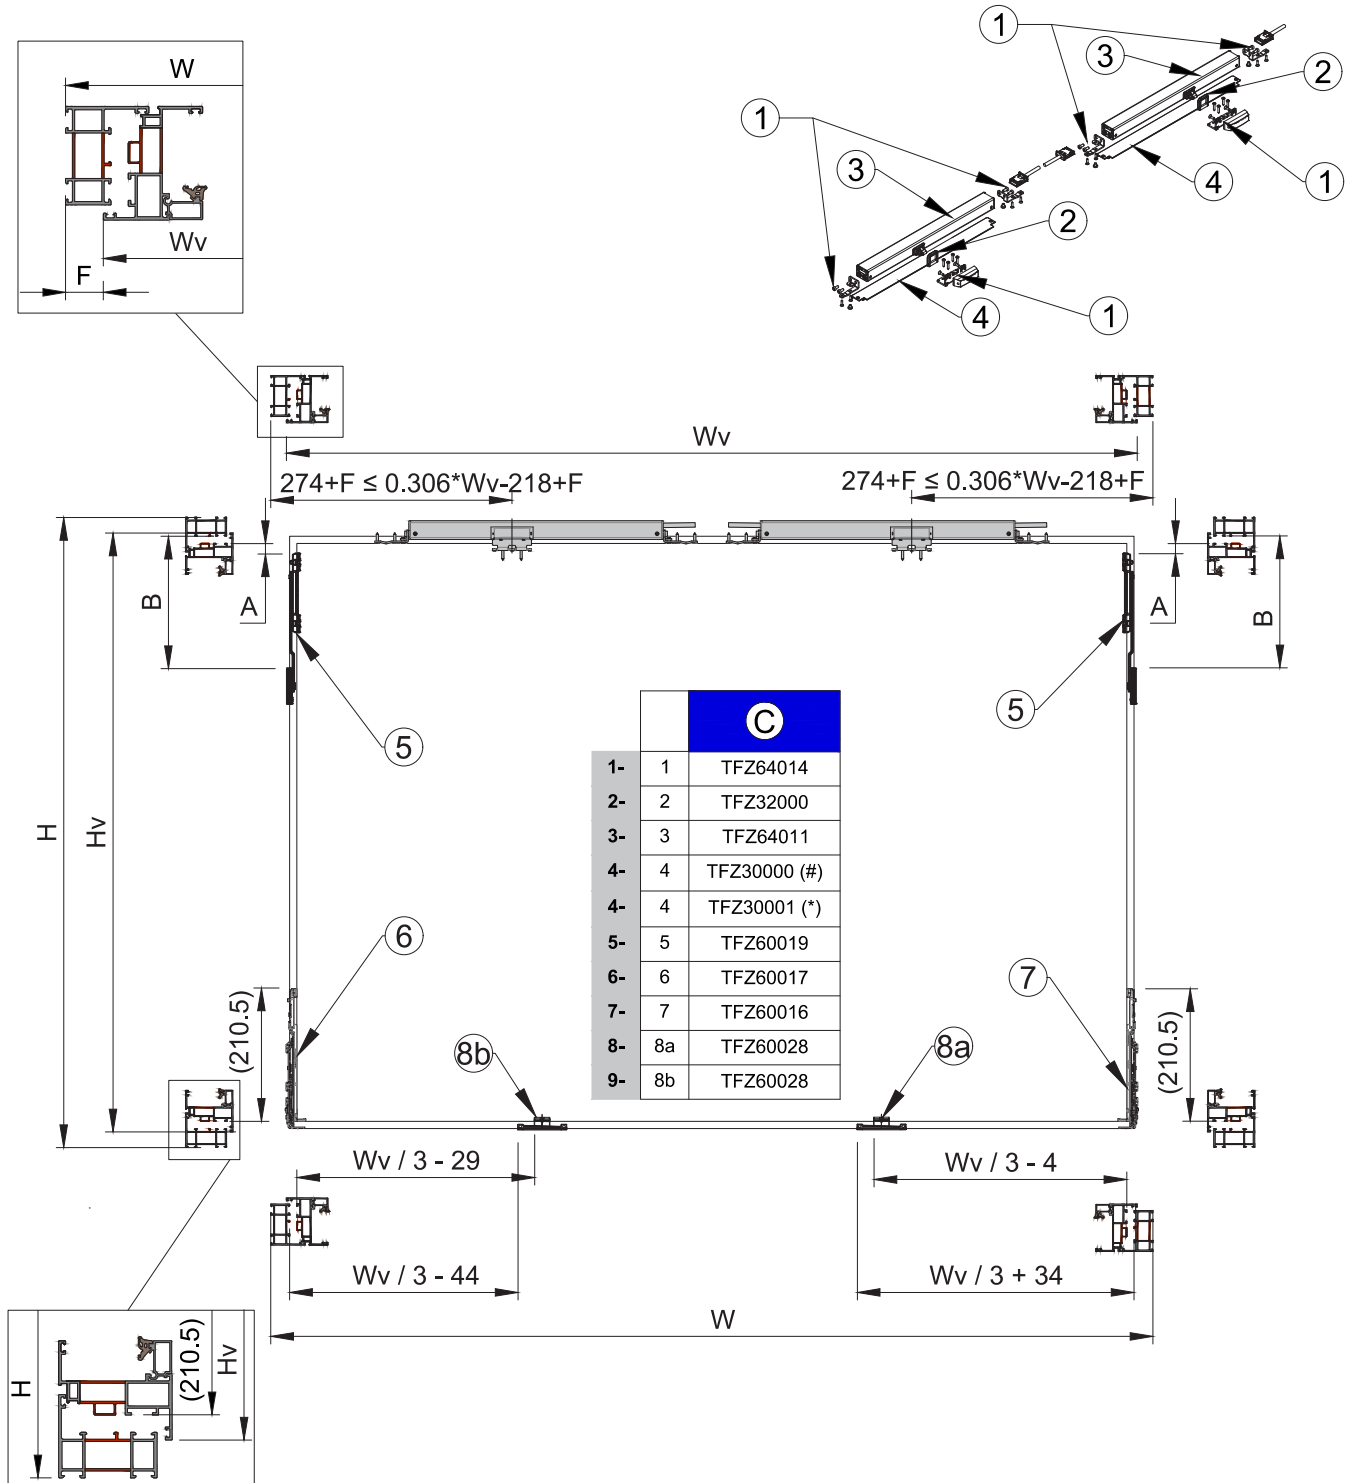 W
Wv
F
1
3
2
1
3
4
1
2
4
1
Wv
274+F ≤ 0.306*Wv-218+F
274+F ≤ 0.306*Wv-218+F
H
Hv
B
A
A
B
5
5
C
1- 1 TFZ64014
2- 2 TFZ32000
3- 3 TFZ64011
4- 4 TFZ30000 (#)
4- 4 TFZ30001 (*)
5- 5 TFZ60019
6- 6 TFZ60017
7- 7 TFZ60016
8- 8a TFZ60028
9- 8b TFZ60028
6
7
(210.5)
(210.5)
8b
8a
Wv / 3 - 29
Wv / 3 - 4
Wv / 3 - 44
Wv / 3 + 34
W
H
(210.5)
Hv